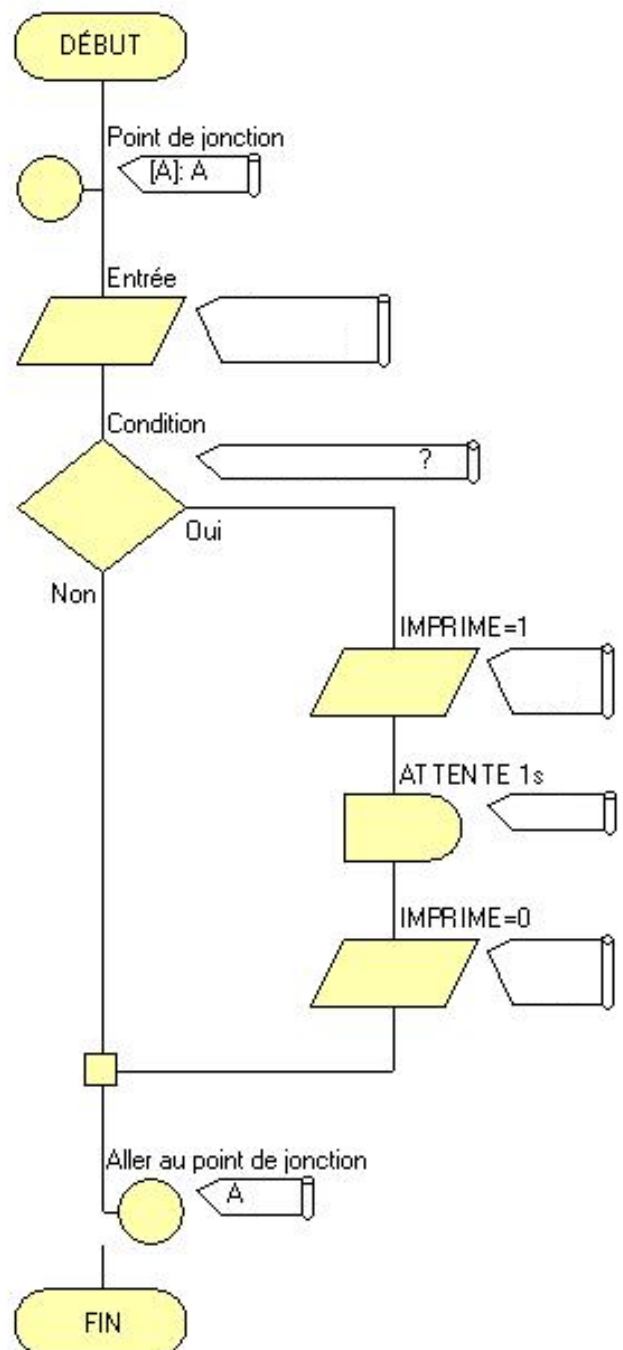 DÉBUT
Point de jonction
[A]: A
Entrée
Condition
?
Oui
Non
IMPRIME=1
ATTENTE 1s
IMPRIME=0
Aller au point de jonction
A
FIN